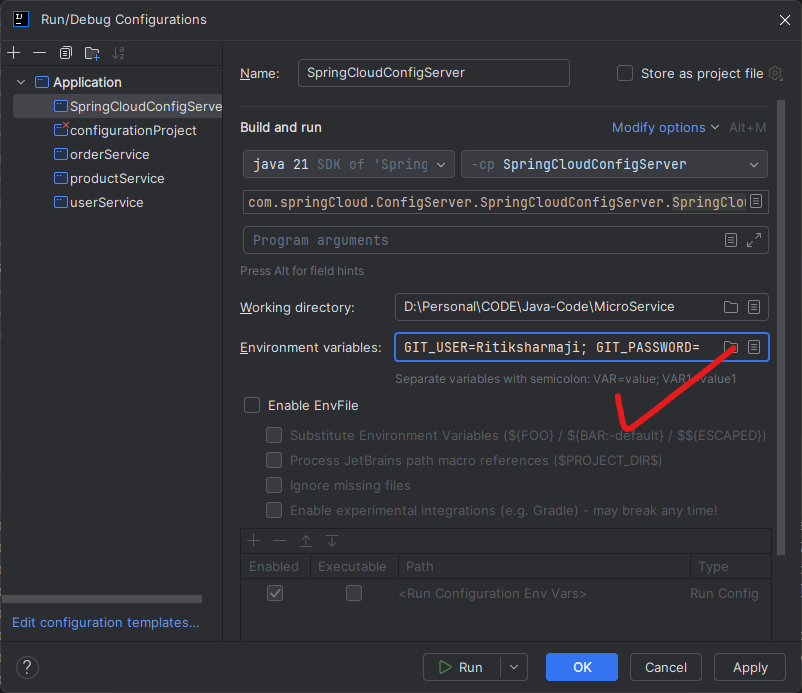 Run/Debug Configurations
Application
SpringCloudConfigServe
configurationProject
orderService
productService
userService
Edit configuration templates...
Name: SpringCloudConfigServer Store as project file
Build and run Modify options Alt+M
java 21 SDK of 'Spring -cp SpringCloudConfigServer
com.springCloud.ConfigServer.SpringCloudConfigServer.SpringClou
Program arguments
Press Alt for field hints
Working directory: D:\Personal\CODE\Java-Code\MicroService
Environment variables: GIT_USER=Ritiksharmaji; GIT_PASSWORD=
Separate variables with semicolon: VAR=value; VAR1=value1
Enable EnvFile
Substitute Environment Variables (${FOO} / ${BAR:-default} / $${ESCAPED})
Process JetBrains path macro references ($PROJECT_DIR$)
Ignore missing files
Enable experimental integrations (e.g. Gradle) - may break any time!
Enabled Executable Path Type
<Run Configuration Env Vars> Run Config
? Run OK Cancel Apply